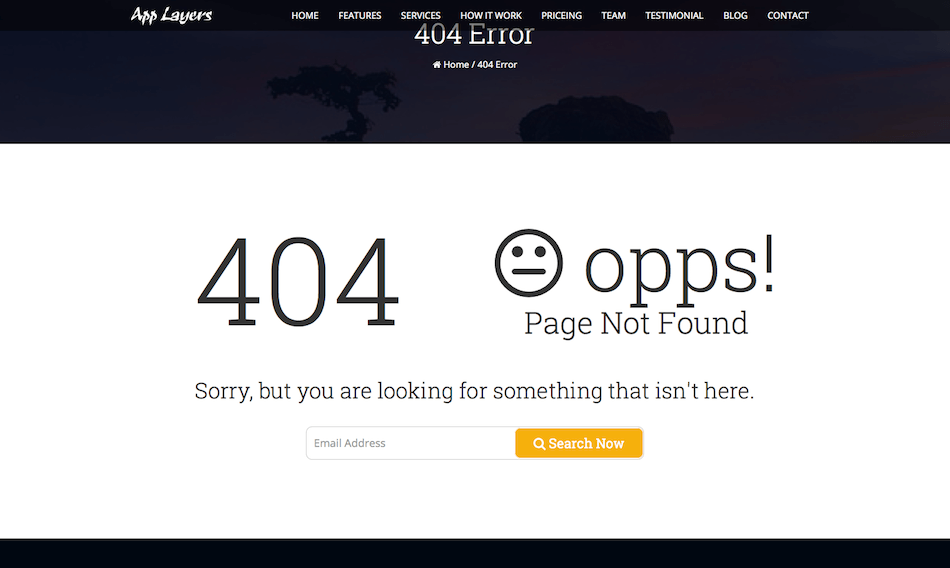 App Layers HOME FEATURES SERVICES HOW IT WORK PRICEING TEAM TESTIMONIAL BLOG CONTACT
404 Error
Home / 404 Error
404 opps!
Page Not Found
Sorry, but you are looking for something that isn't here.
Email Address Search Now